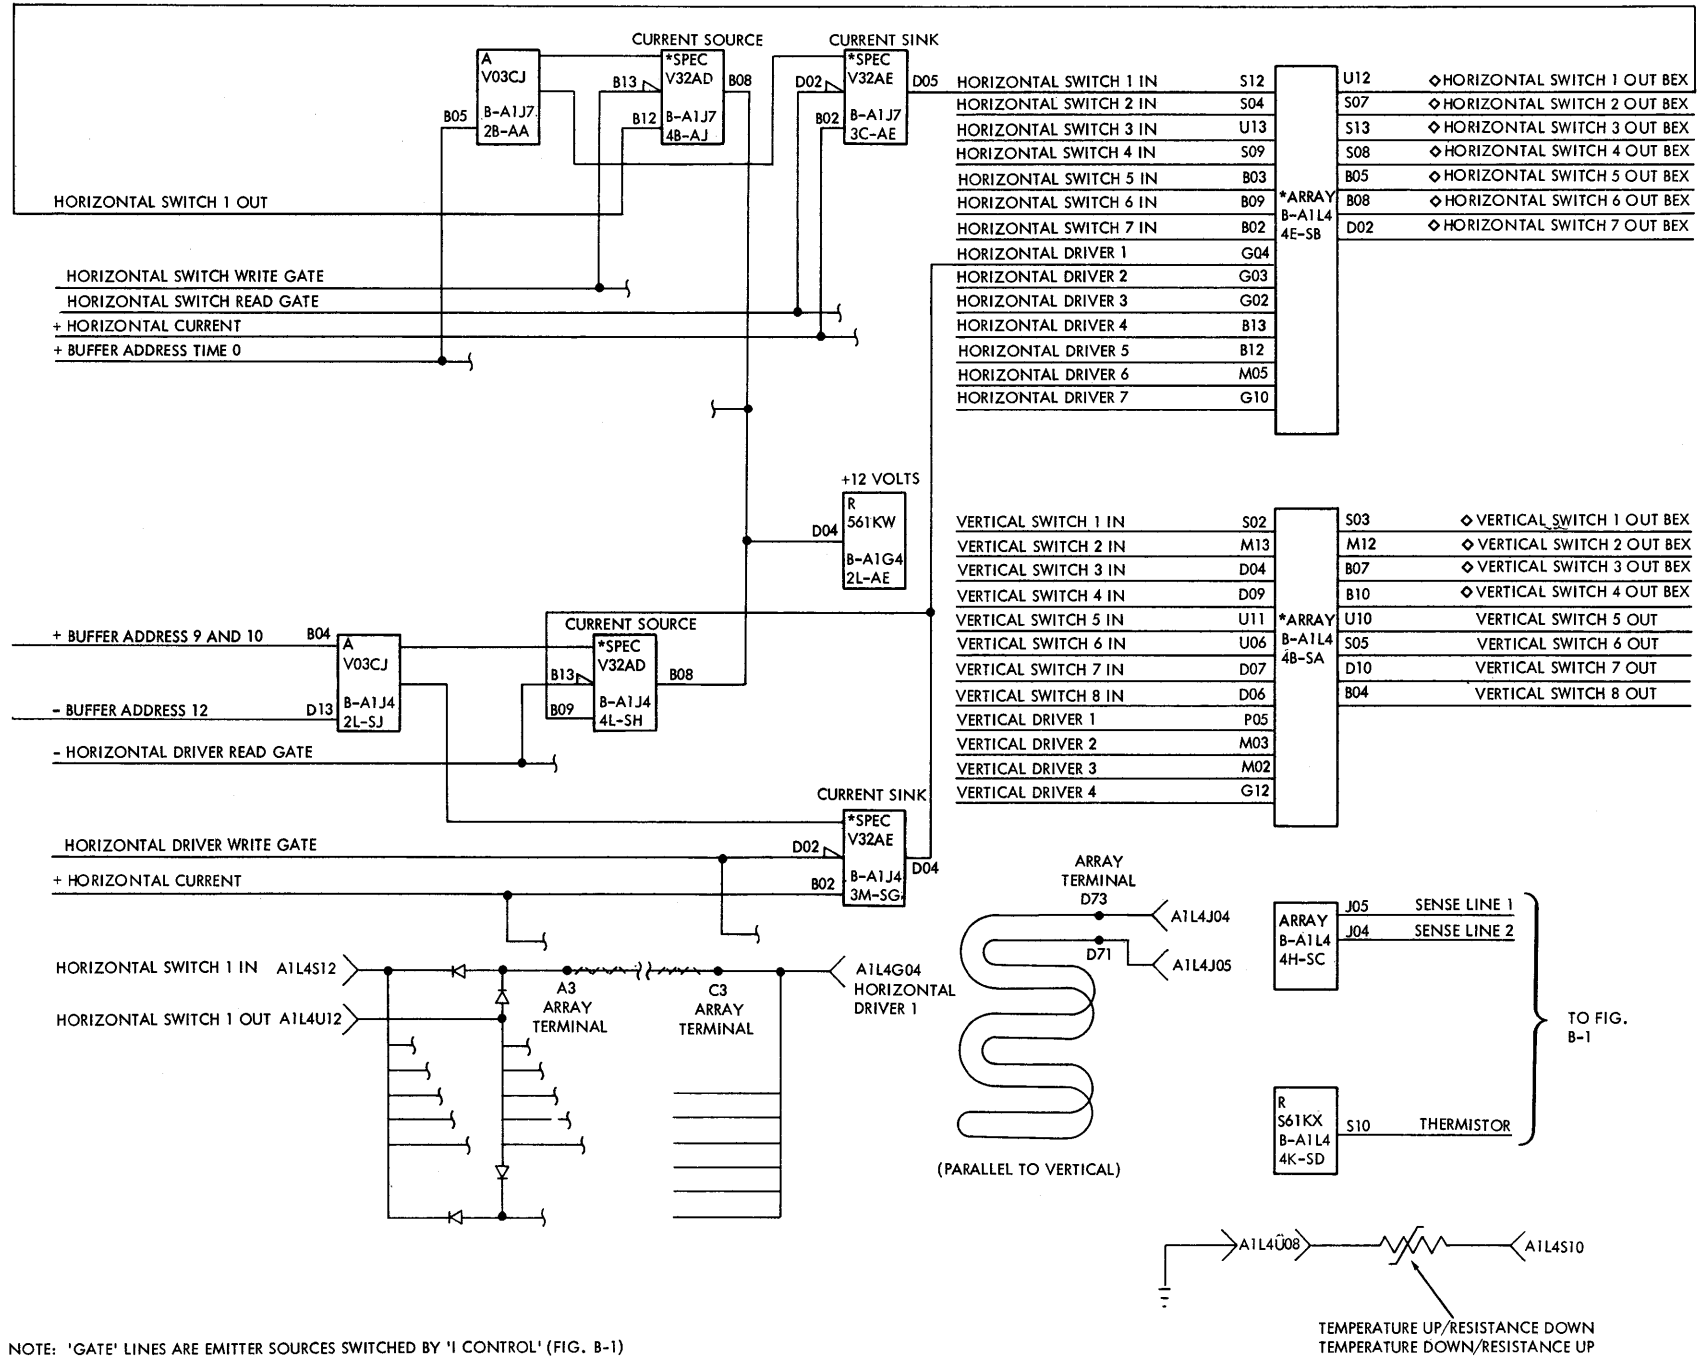 CURRENT SOURCE
CURRENT SINK
A
V03CJ
B-A1J7
2B-AA
B05
*SPEC
V32AD
B-A1J7
4B-AJ
B13
B12
B08
*SPEC
V32AE
B-A1J7
3C-AE
D02
B02
D05
HORIZONTAL SWITCH 1 OUT
HORIZONTAL SWITCH WRITE GATE
HORIZONTAL SWITCH READ GATE
+ HORIZONTAL CURRENT
+ BUFFER ADDRESS TIME 0
HORIZONTAL SWITCH 1 IN S12
HORIZONTAL SWITCH 2 IN S04
HORIZONTAL SWITCH 3 IN U13
HORIZONTAL SWITCH 4 IN S09
HORIZONTAL SWITCH 5 IN B03
HORIZONTAL SWITCH 6 IN B09
HORIZONTAL SWITCH 7 IN B02
HORIZONTAL DRIVER 1 G04
HORIZONTAL DRIVER 2 G03
HORIZONTAL DRIVER 3 G02
HORIZONTAL DRIVER 4 B13
HORIZONTAL DRIVER 5 B12
HORIZONTAL DRIVER 6 M05
HORIZONTAL DRIVER 7 G10
*ARRAY
B-A1L4
4E-SB
U12 ◇HORIZONTAL SWITCH 1 OUT BEX
S07 ◇HORIZONTAL SWITCH 2 OUT BEX
S13 ◇HORIZONTAL SWITCH 3 OUT BEX
S08 ◇HORIZONTAL SWITCH 4 OUT BEX
B05 ◇HORIZONTAL SWITCH 5 OUT BEX
B08 ◇HORIZONTAL SWITCH 6 OUT BEX
D02 ◇HORIZONTAL SWITCH 7 OUT BEX
+12 VOLTS
R
561KW
B-A1G4
2L-AE
D04
VERTICAL SWITCH 1 IN S02
VERTICAL SWITCH 2 IN M13
VERTICAL SWITCH 3 IN D04
VERTICAL SWITCH 4 IN D09
VERTICAL SWITCH 5 IN U11
VERTICAL SWITCH 6 IN U06
VERTICAL SWITCH 7 IN D07
VERTICAL SWITCH 8 IN D06
VERTICAL DRIVER 1 P05
VERTICAL DRIVER 2 M03
VERTICAL DRIVER 3 M02
VERTICAL DRIVER 4 G12
*ARRAY
B-A1L4
4B-SA
S03 ◇VERTICAL SWITCH 1 OUT BEX
M12 ◇VERTICAL SWITCH 2 OUT BEX
B07 ◇VERTICAL SWITCH 3 OUT BEX
B10 ◇VERTICAL SWITCH 4 OUT BEX
U10 VERTICAL SWITCH 5 OUT
S05 VERTICAL SWITCH 6 OUT
D10 VERTICAL SWITCH 7 OUT
B04 VERTICAL SWITCH 8 OUT
+ BUFFER ADDRESS 9 AND 10 B04
- BUFFER ADDRESS 12 D13
A
V03CJ
B-A1J4
2L-SJ
CURRENT SOURCE
*SPEC
V32AD
B-A1J4
4L-SH
B13
B09
B08
- HORIZONTAL DRIVER READ GATE
CURRENT SINK
*SPEC
V32AE
B-A1J4
3M-SG
D02
B02
D04
HORIZONTAL DRIVER WRITE GATE
+ HORIZONTAL CURRENT
HORIZONTAL SWITCH 1 IN A1L4S12
HORIZONTAL SWITCH 1 OUT A1L4U12
A3
ARRAY
TERMINAL
C3
ARRAY
TERMINAL
A1L4G04
HORIZONTAL
DRIVER 1
ARRAY
TERMINAL
D73
A1L4J04
D71
A1L4J05
(PARALLEL TO VERTICAL)
ARRAY
B-A1L4
4H-SC
J05 SENSE LINE 1
J04 SENSE LINE 2
TO FIG.
B-1
R
S61KX
B-A1L4
4K-SD
S10 THERMISTOR
A1L4U08
A1L4S10
TEMPERATURE UP/RESISTANCE DOWN
TEMPERATURE DOWN/RESISTANCE UP
NOTE: 'GATE' LINES ARE EMITTER SOURCES SWITCHED BY 'I CONTROL' (FIG. B-1)